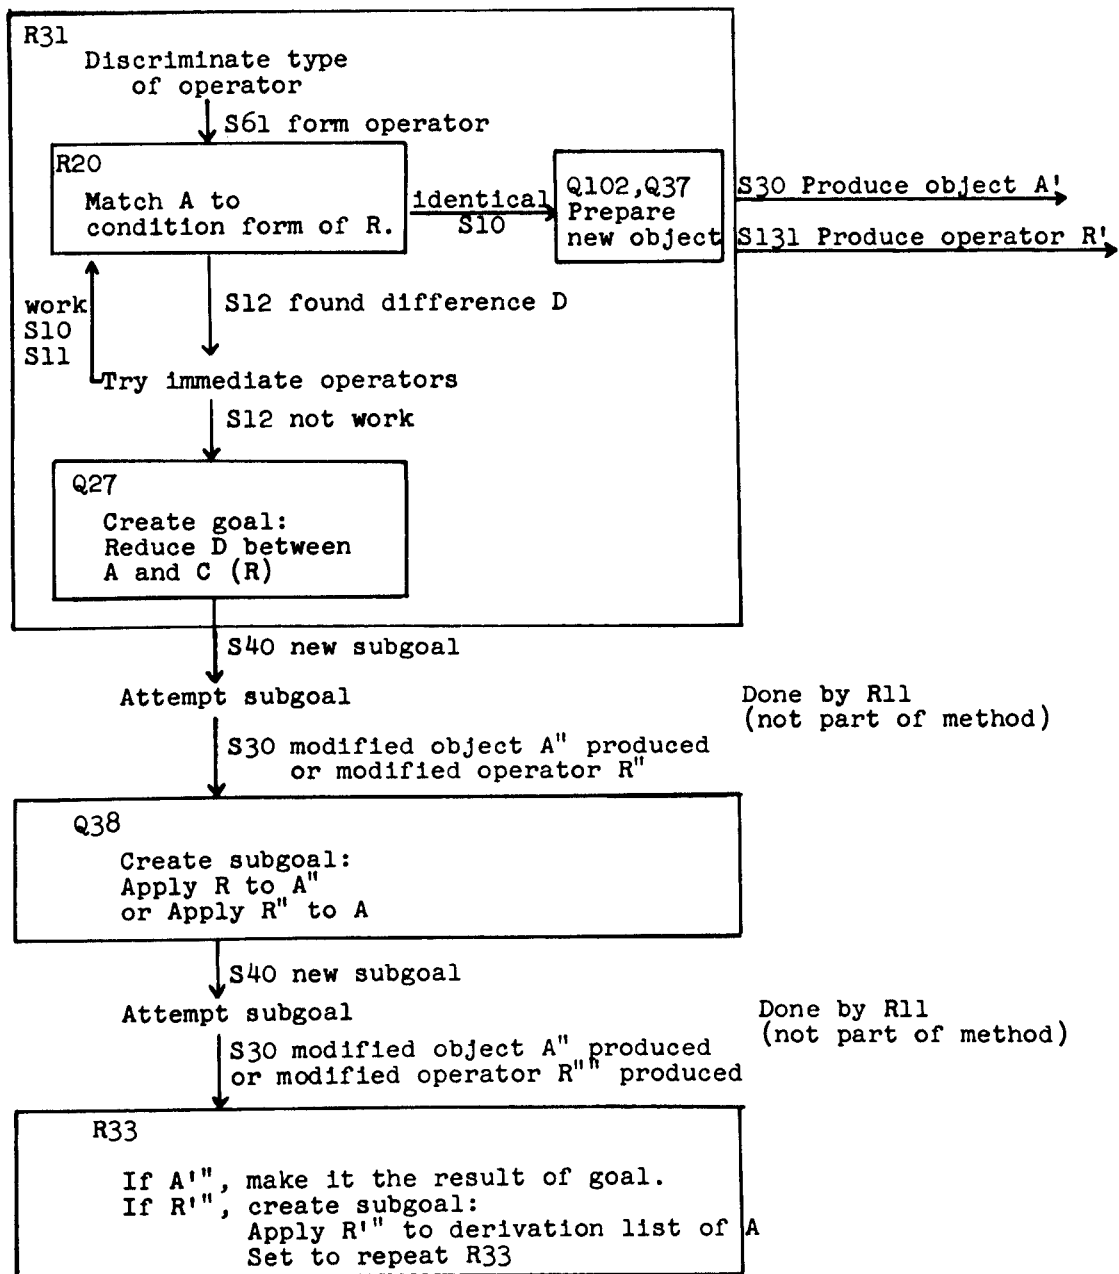 R31
Discriminate type
of operator
S61 form operator
R20
Match A to
condition form of R.
identical
S10
Q102,Q37
Prepare
new object
S30 Produce object A'
S131 Produce operator R'
work
S10
S11
S12 found difference D
Try immediate operators
S12 not work
Q27
Create goal:
Reduce D between
A and C (R)
S40 new subgoal
Attempt subgoal
Done by R11
(not part of method)
S30 modified object A" produced
or modified operator R"
Q38
Create subgoal:
Apply R to A"
or Apply R" to A
S40 new subgoal
Attempt subgoal
Done by R11
(not part of method)
S30 modified object A" produced
or modified operator R"" produced
R33
If A'", make it the result of goal.
If R'", create subgoal:
Apply R'" to derivation list of A
Set to repeat R33